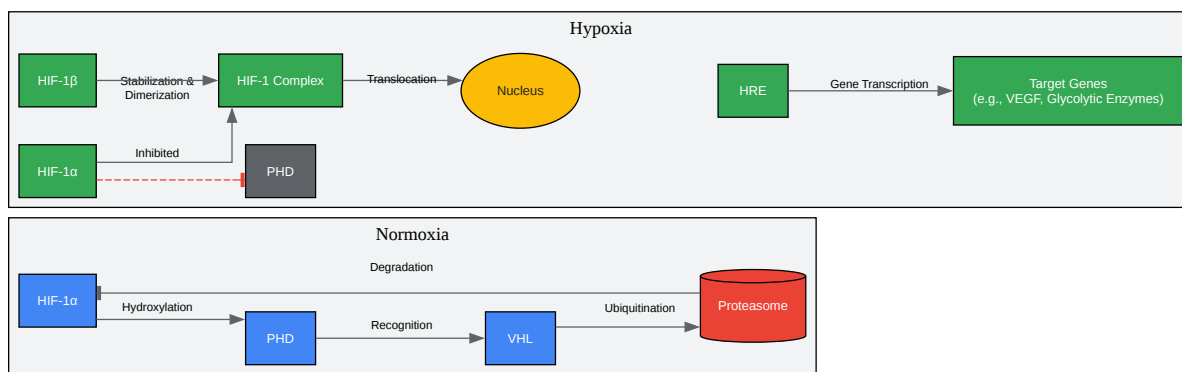 Hypoxia
HIF-1β
Stabilization &
Dimerization
HIF-1 Complex
Translocation
Nucleus
HRE
Gene Transcription
Target Genes
(e.g., VEGF, Glycolytic Enzymes)
HIF-1α
Inhibited
PHD
Normoxia
Degradation
HIF-1α
Hydroxylation
PHD
Recognition
VHL
Ubiquitination
Proteasome